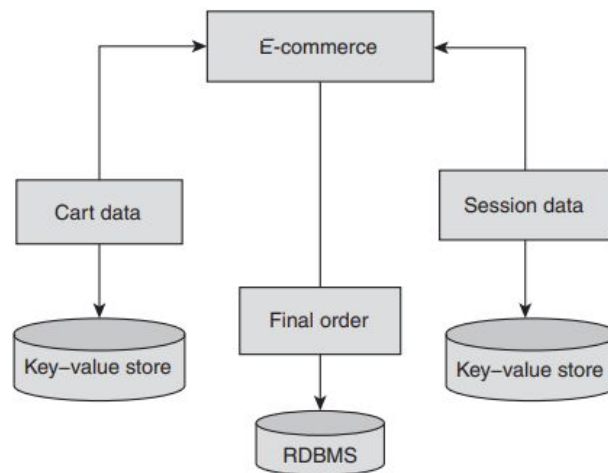 E-commerce
Cart data
Session data
Final order
Key–value store
Key–value store
RDBMS